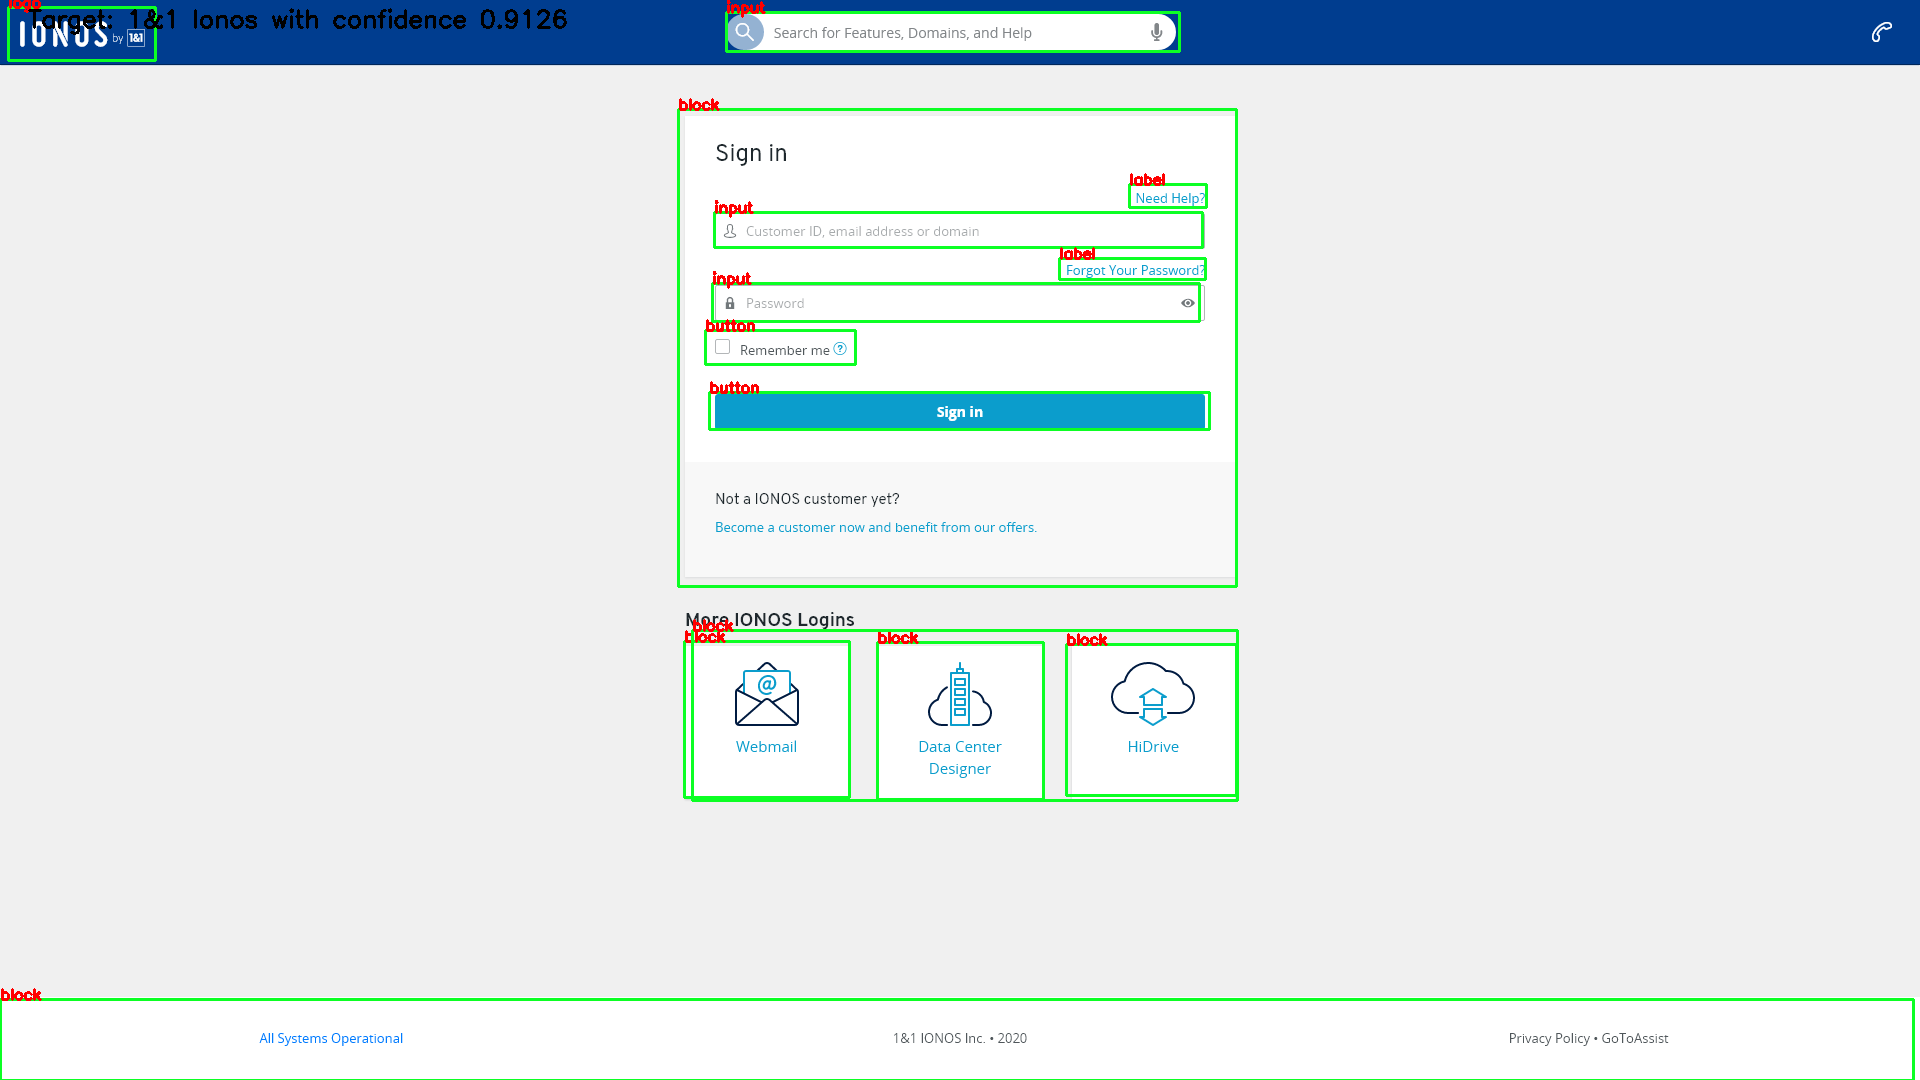 logo
Target: 1&1 Ionos with confidence 0.9126
IONOS by 1&1
input
Search for Features, Domains, and Help
block
Sign in
label
Need Help?
input
Customer ID, email address or domain
label
Forgot Your Password?
input
Password
button
Remember me ?
button
Sign in
Not a IONOS customer yet?
Become a customer now and benefit from our offers.
More IONOS Logins
block
block
block
block
@
Webmail
Data Center
Designer
HiDrive
block
All Systems Operational
1&1 IONOS Inc. • 2020
Privacy Policy • GoToAssist